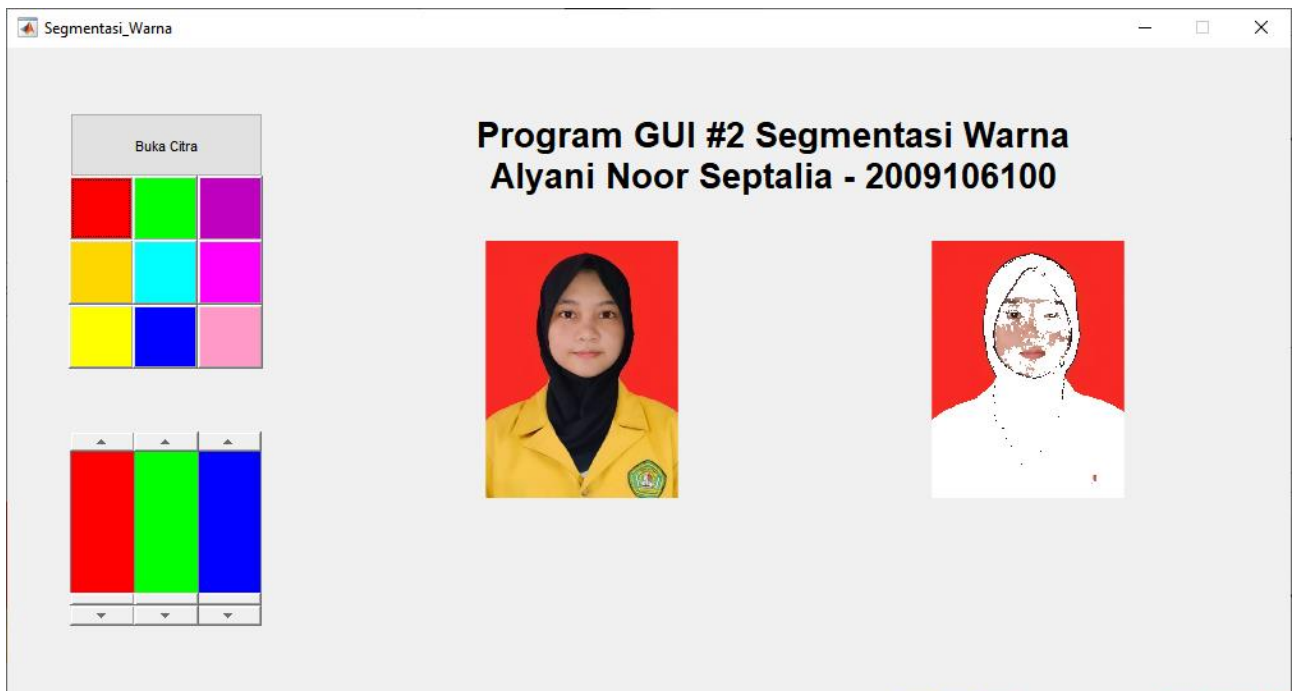 Segmentasi_Warna
Buka Citra
Program GUI #2 Segmentasi Warna
Alyani Noor Septalia - 2009106100